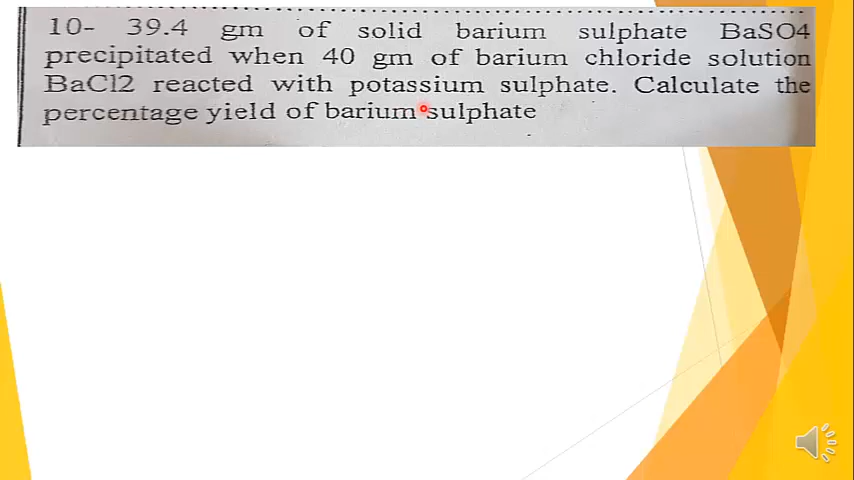 10- 39.4 gm of solid barium sulphate BaSO4
precipitated when 40 gm of barium chloride solution
BaCl2 reacted with potassium sulphate. Calculate the
percentage yield of barium sulphate